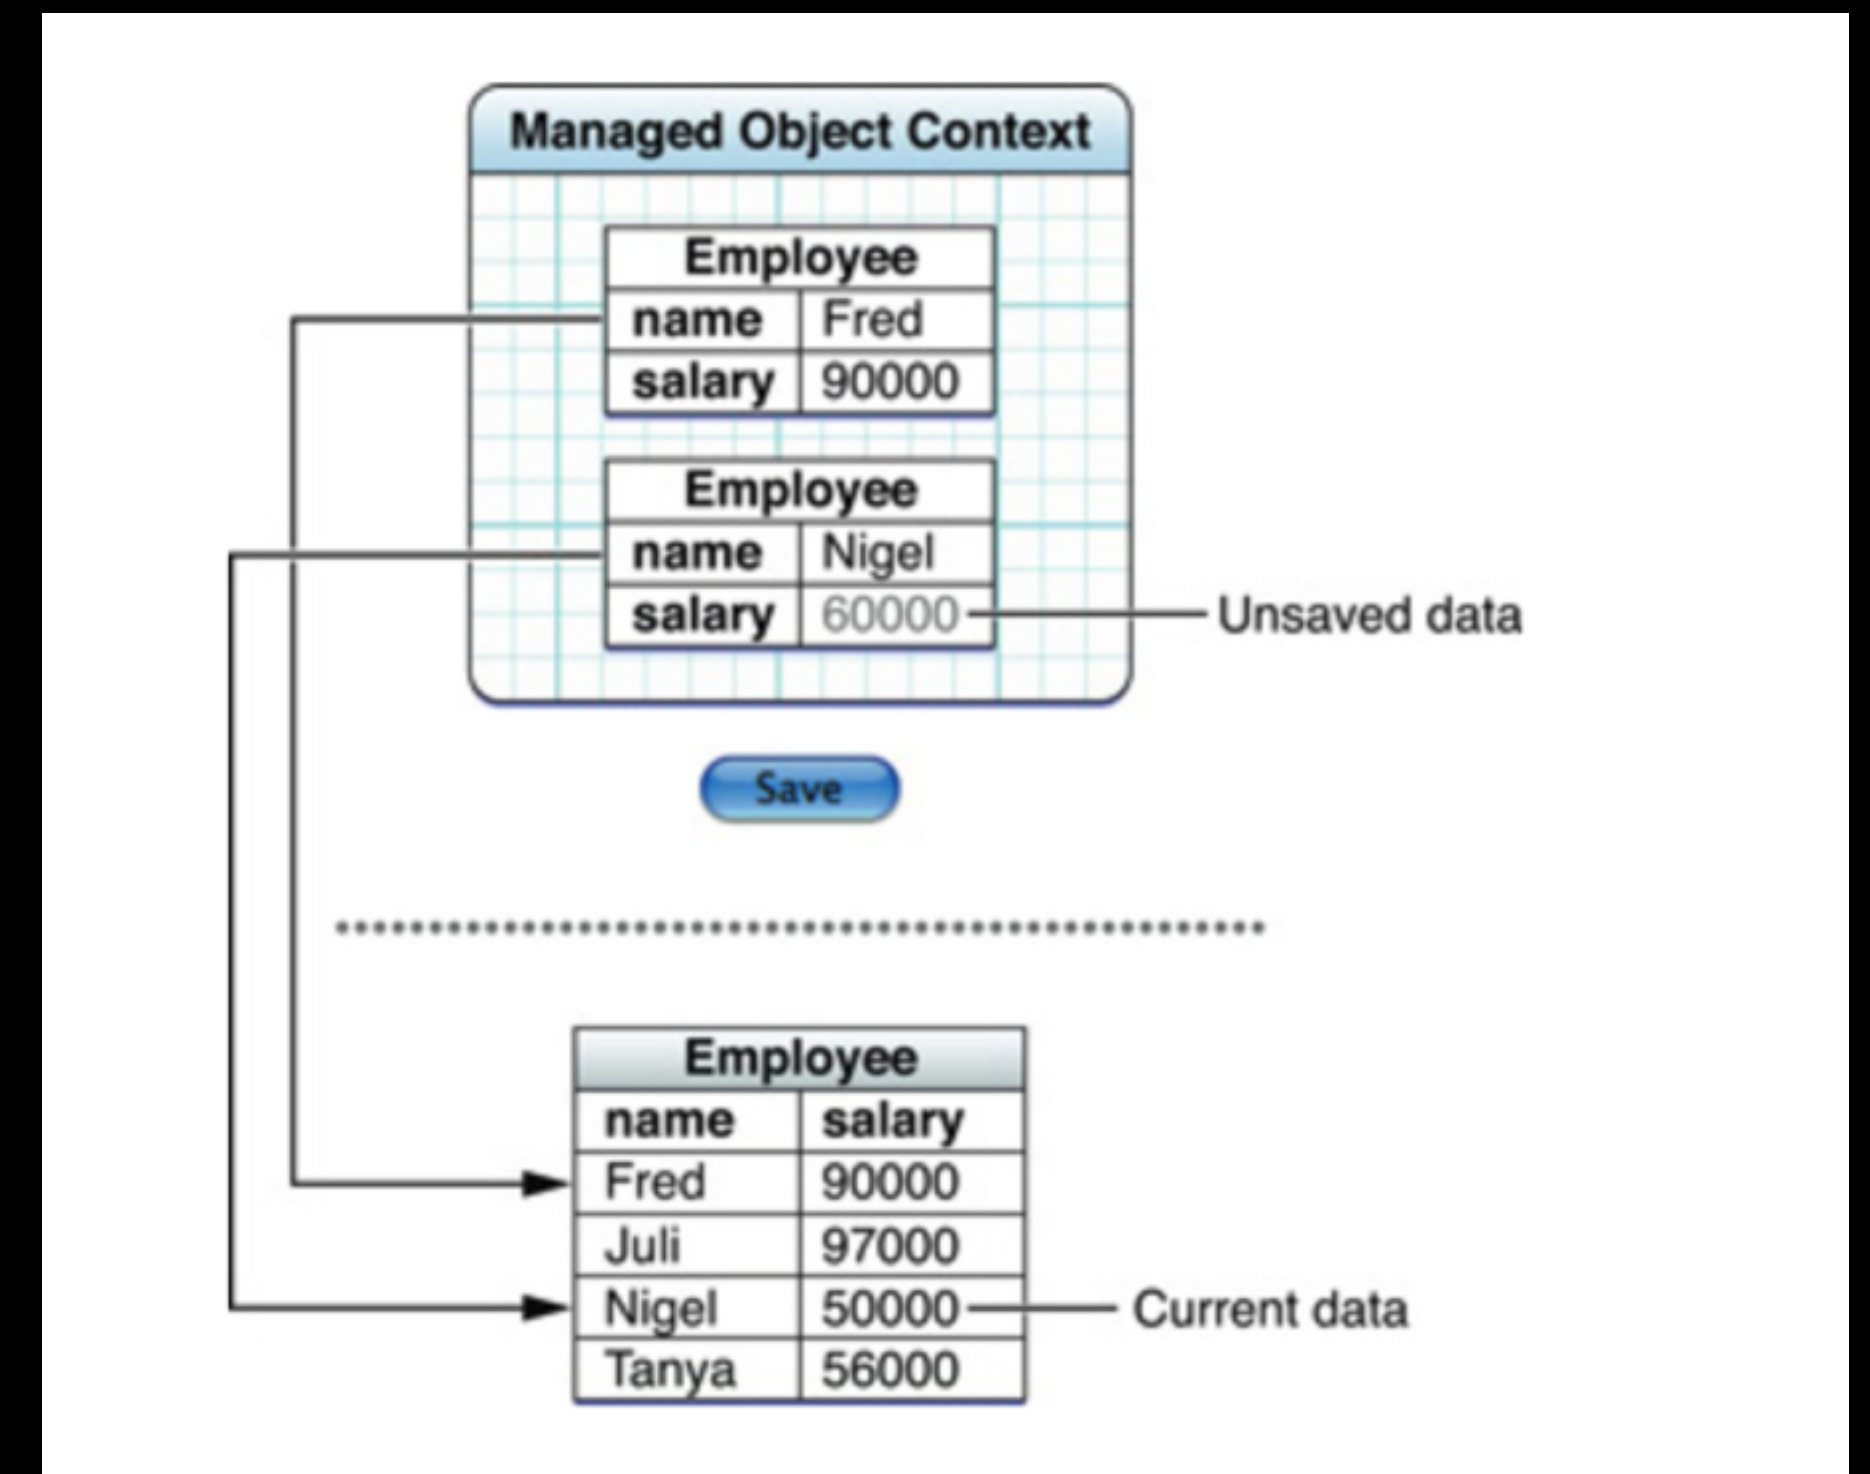 Managed Object Context
Employee
name Fred
salary 90000
Employee
name Nigel
salary 60000 Unsaved data
Save
Employee
name salary
Fred 90000
Juli 97000
Nigel 50000 Current data
Tanya 56000